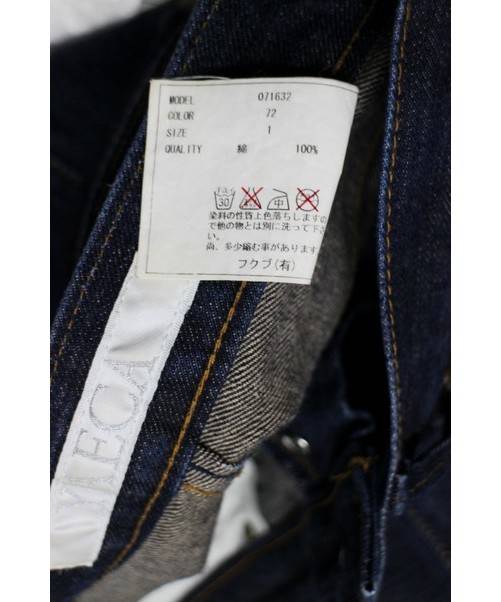 MODEL 071632
COLOR 72
SIZE 1
QUALITY 綿 100%
30 中
染料の性質上色落ちしますの
で他の物とは別に洗って下さ
い。
尚、多少縮む事があります
フクブ(有)
MECA